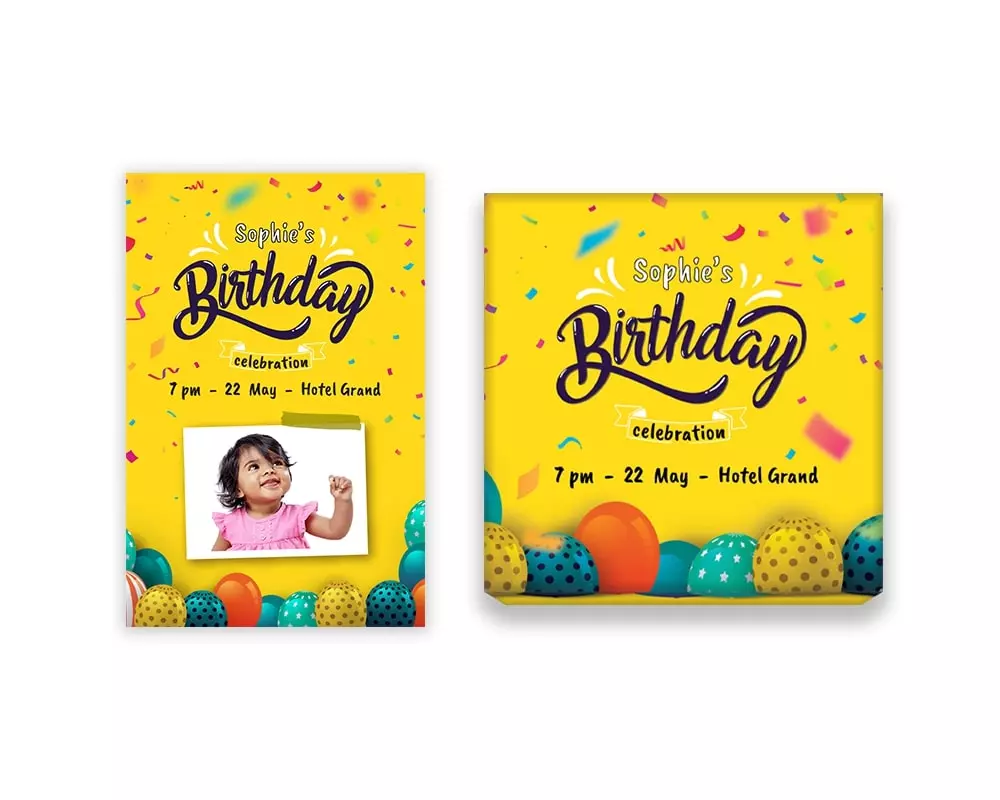 Sophie's
Birthday
celebration
7 pm - 22 May - Hotel Grand
Sophie's
Birthday
celebration
7 pm - 22 May - Hotel Grand